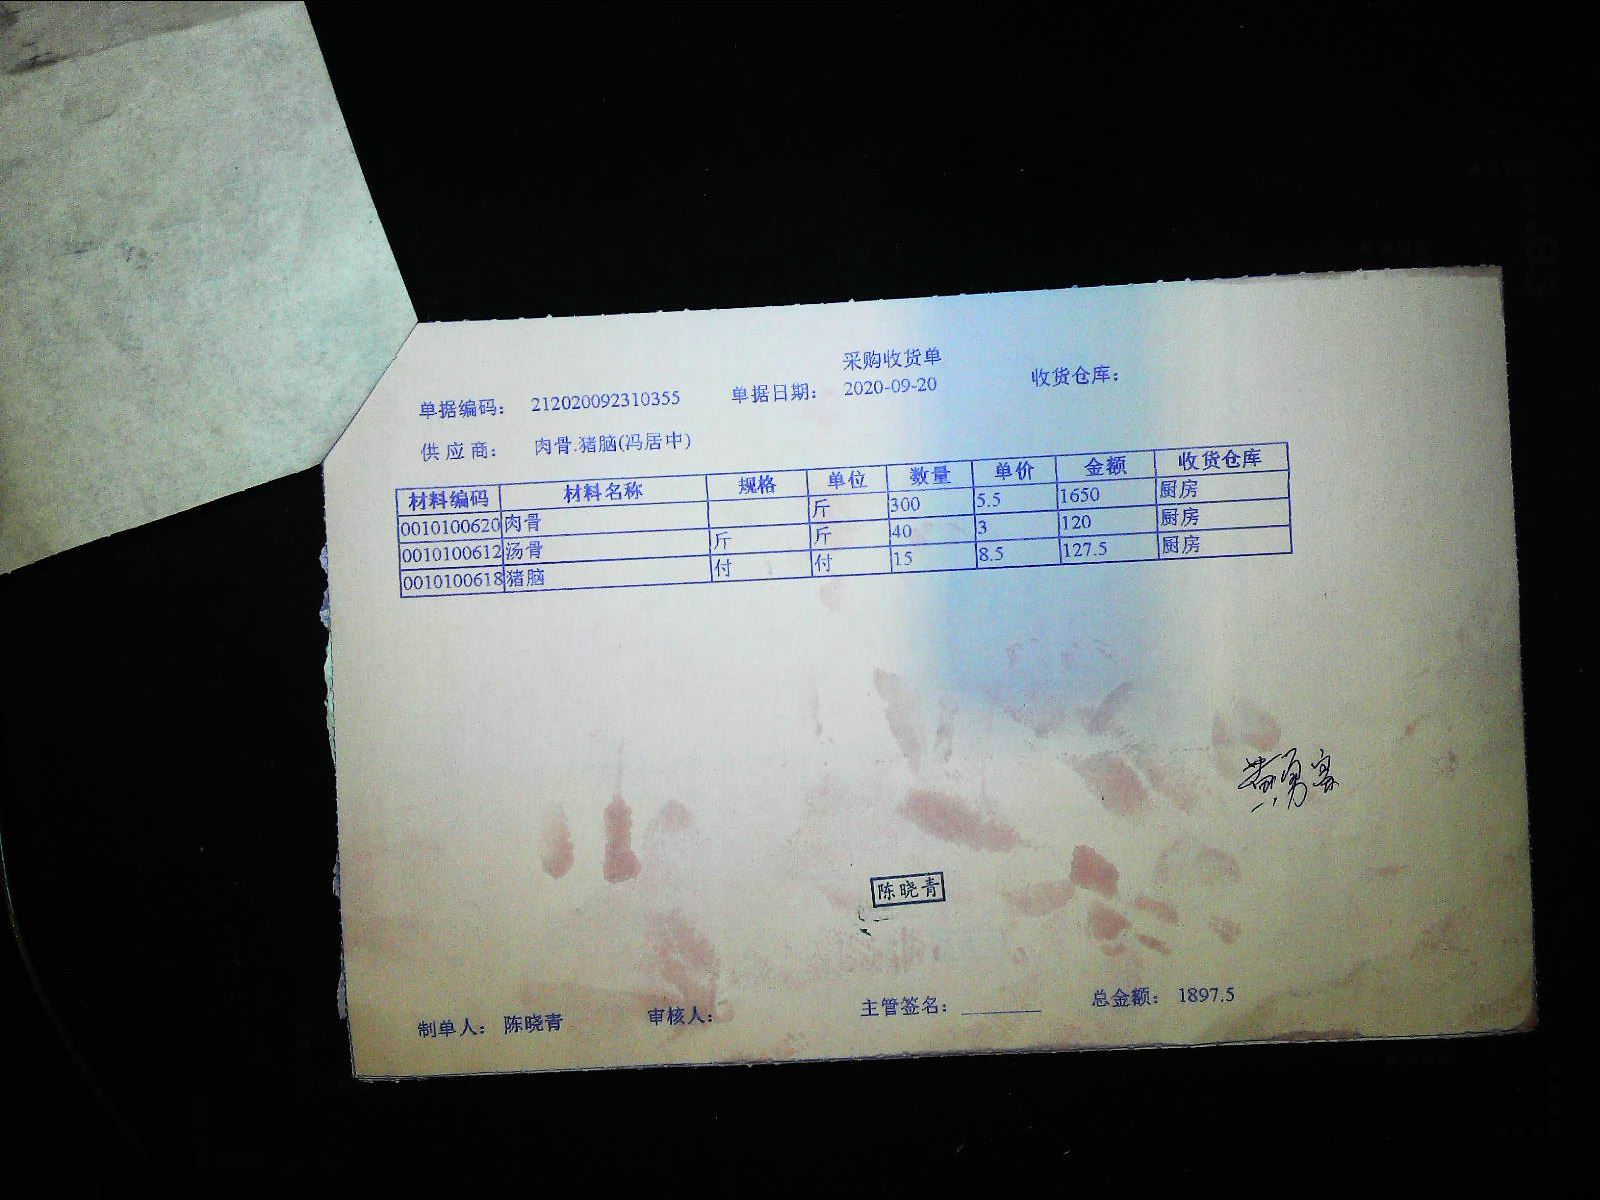 采购收货单
单据编码： 212020092310355 单据日期： 2020-09-20 收货仓库：
供应商： 肉骨.猪脑(冯居中)
材料编码 材料名称 规格 单位 数量 单价 金额 收货仓库
0010100620 肉骨 斤 300 5.5 1650 厨房
0010100612 汤骨 斤 斤 40 3 120 厨房
0010100618 猪脑 付 付 15 8.5 127.5 厨房
陈晓青
制单人： 陈晓青 审核人： 主管签名： 总金额： 1897.5